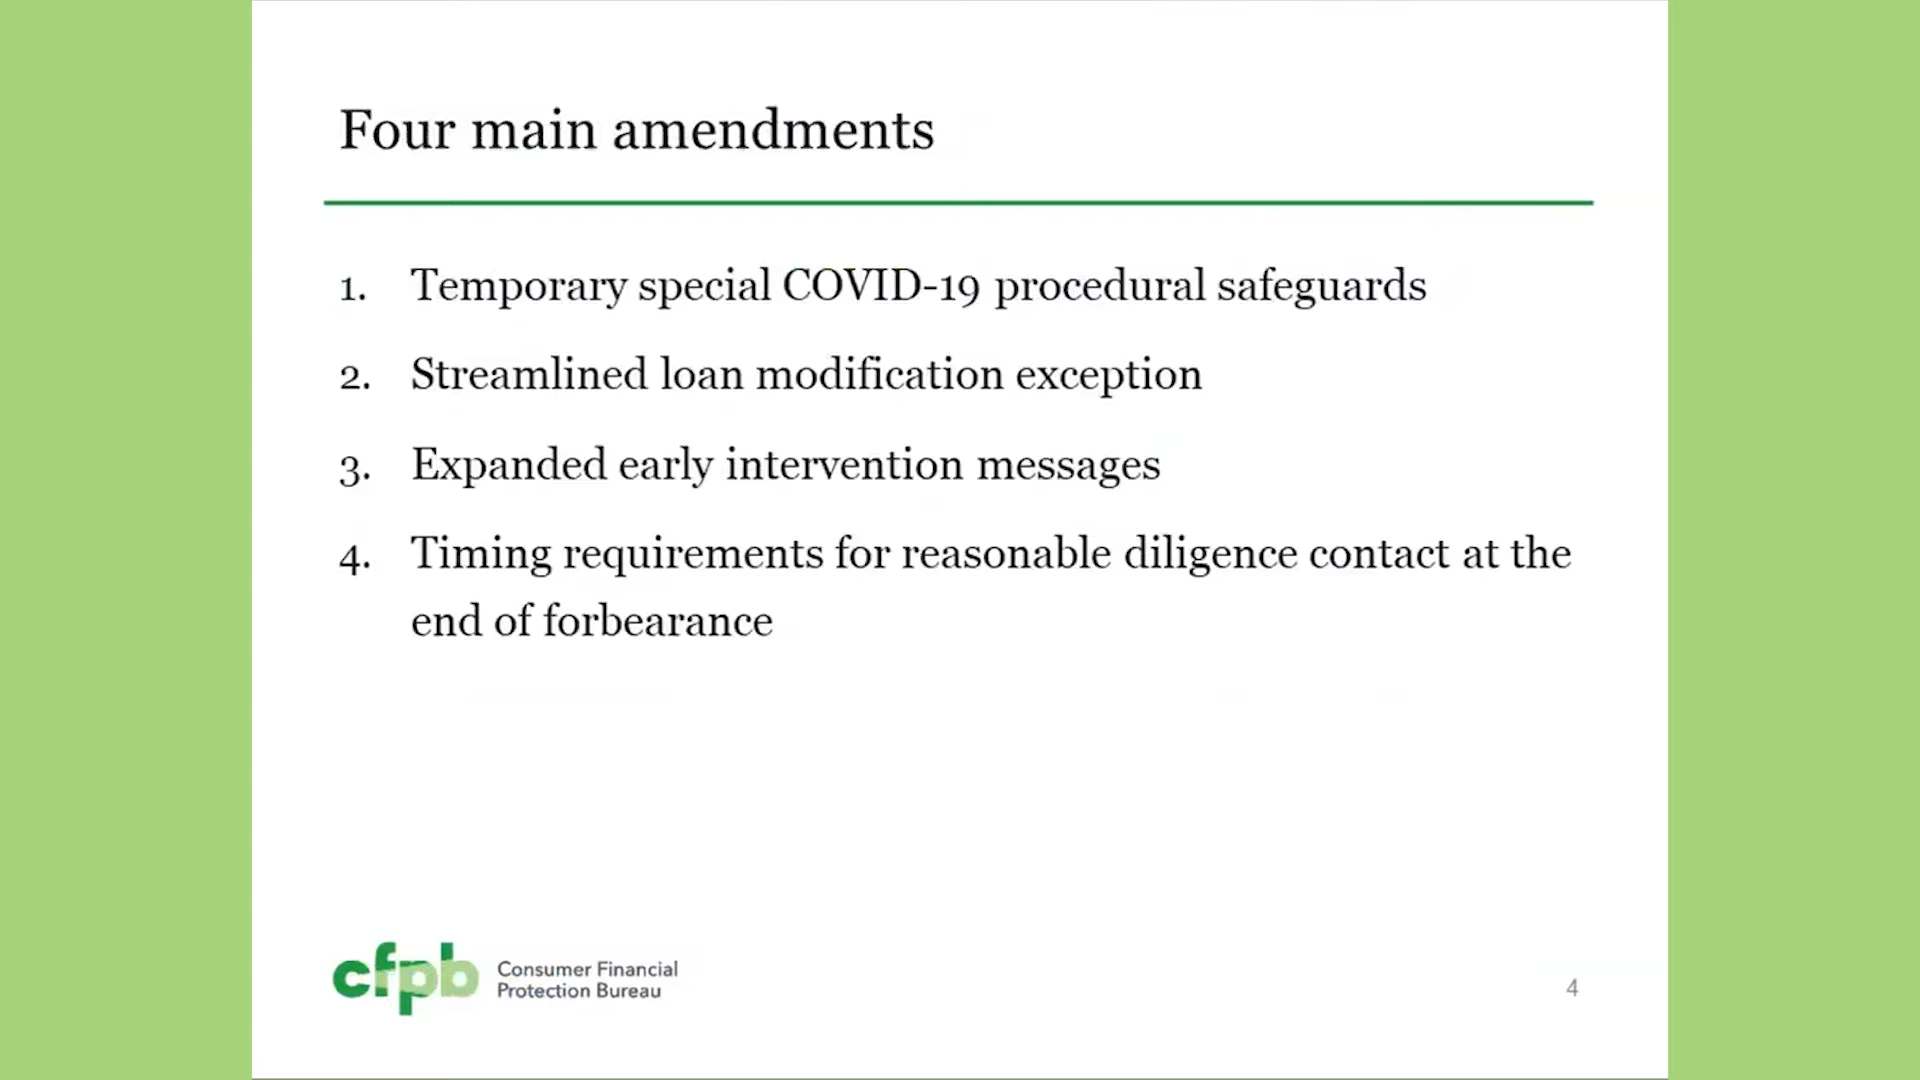 Four main amendments
1. Temporary special COVID-19 procedural safeguards
2. Streamlined loan modification exception
3. Expanded early intervention messages
4. Timing requirements for reasonable diligence contact at the
end of forbearance
cfpb
Consumer Financial
Protection Bureau
4